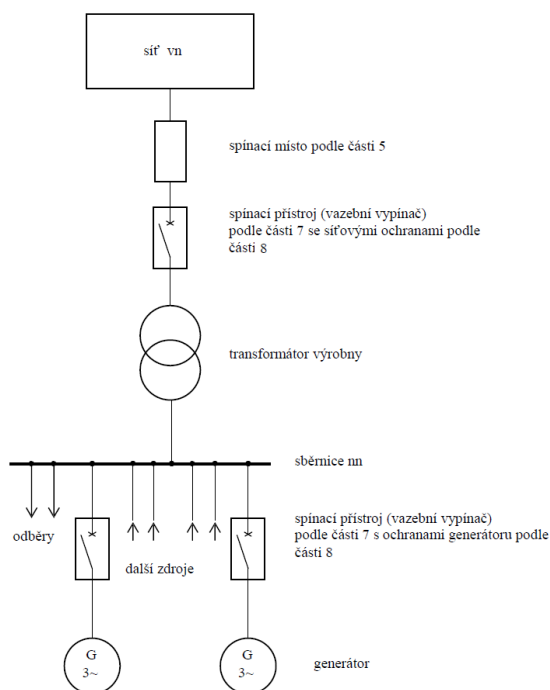 síť vn
spínací místo podle části 5
spínací přístroj (vazební vypínač)
podle části 7 se síťovými ochranami podle
části 8
transformátor výrobny
sběrnice nn
odběry
další zdroje
spínací přístroj (vazební vypínač)
podle části 7 s ochranami generátoru podle
části 8
G
3~
G
3~
generátor